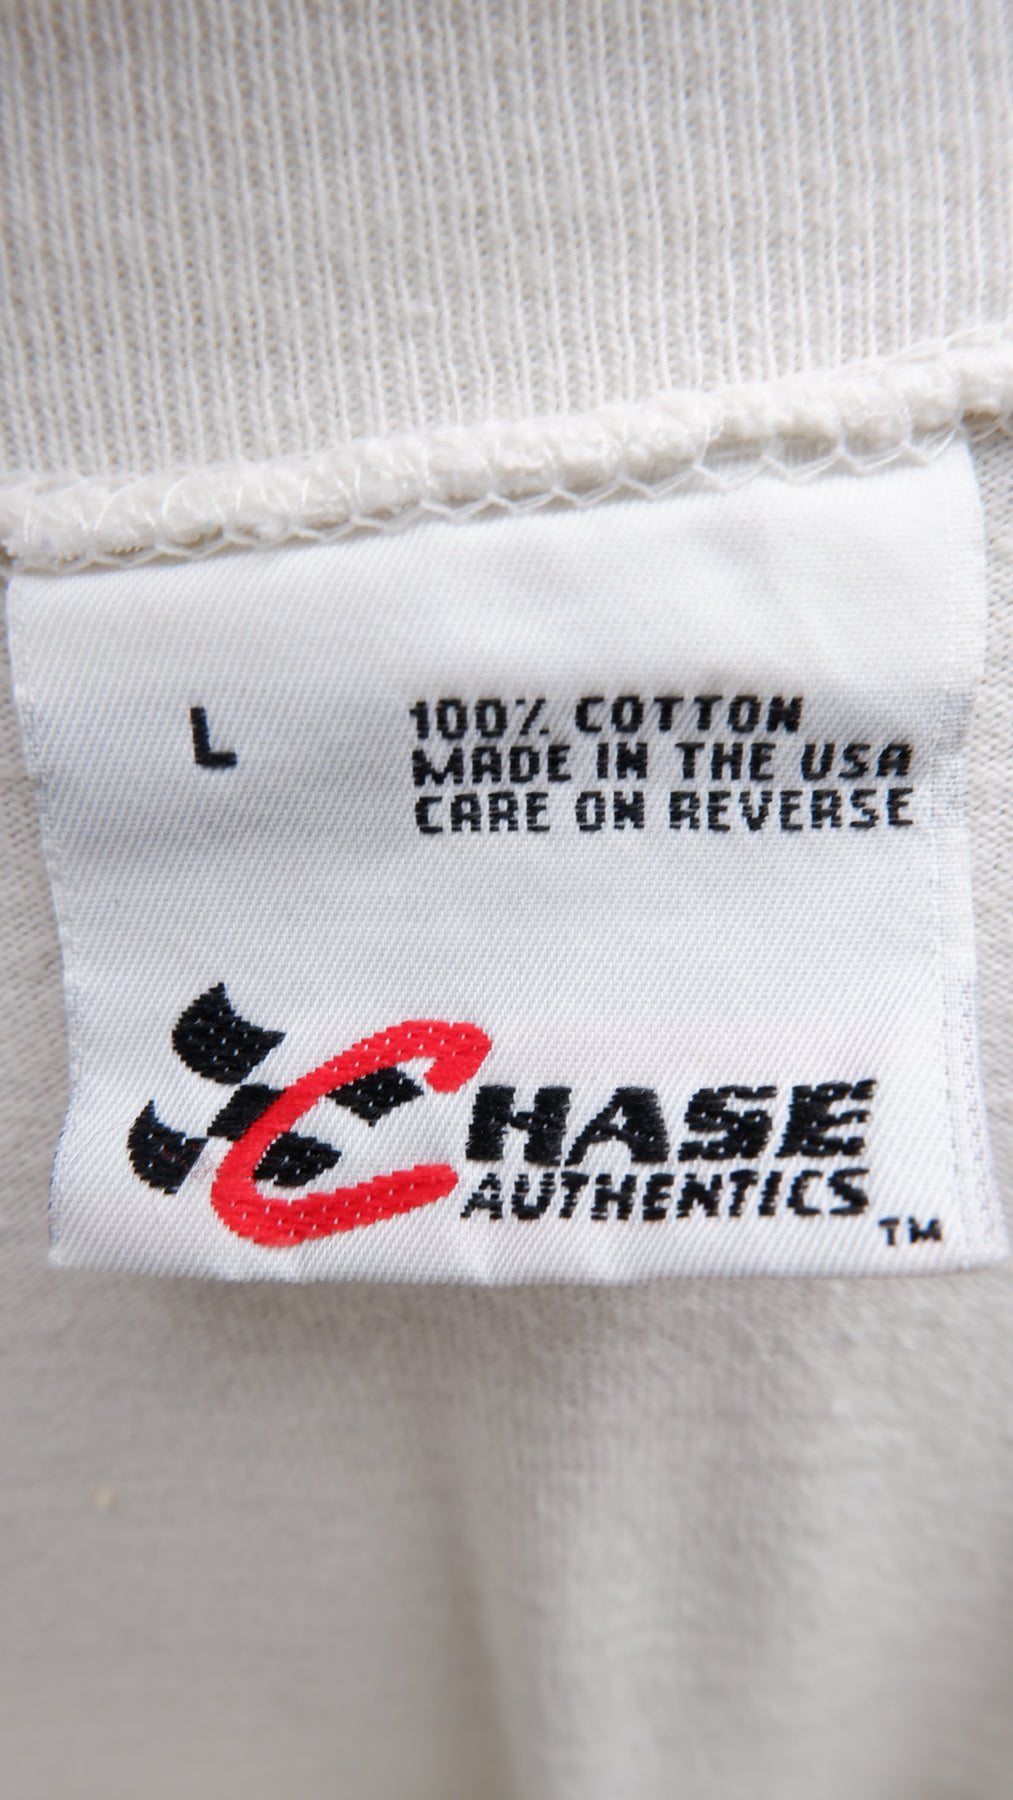 L
100% COTTON
MADE IN THE USA
CARE ON REVERSE
CHASE
AUTHENTICS
TM